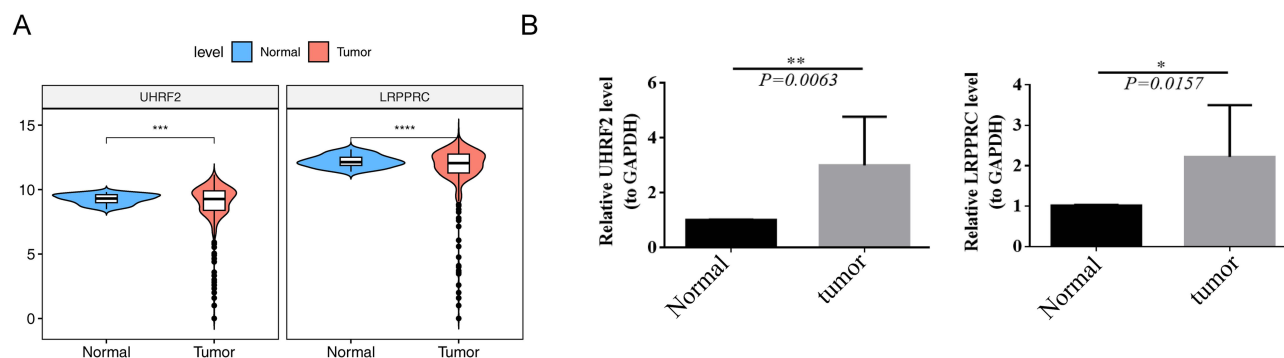 A
level Normal Tumor
UHRF2
LRPPRC
***
****
15
10
5
0
Normal
Tumor
Normal
Tumor
B
**
P=0.0063
Relative UHRF2 level
(to GAPDH)
6
4
2
0
Normal
tumor
*
P=0.0157
Relative LRPPRC level
(to GAPDH)
4
3
2
1
0
Normal
tumor